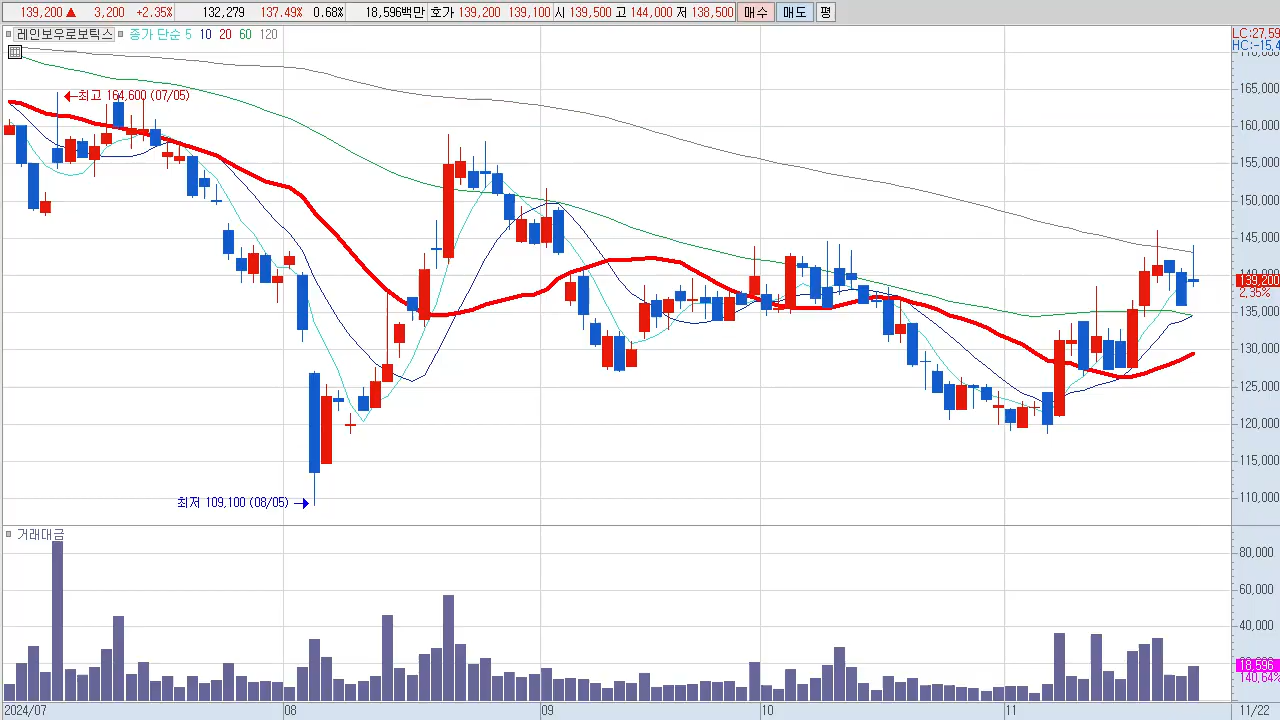 139,200 ▲ 3,200 +2.35% 132,279 137.49% 0.68% 18,596백만 호가 139,200 139,100 시 139,500 고 144,000 저 138,500 매수 매도 평
레인보우로보틱스 종가 단순 5 10 20 60 120
LC:27.59
HC:-15.4
165,000
160,000
155,000
150,000
145,000
140,000
139,200
2.35%
135,000
130,000
125,000
120,000
115,000
110,000
최고 164,600 (07/05)
최저 109,100 (08/05)
거래대금
80,000
60,000
40,000
18,596
140.64%
2024/07 08 09 10 11 11/22